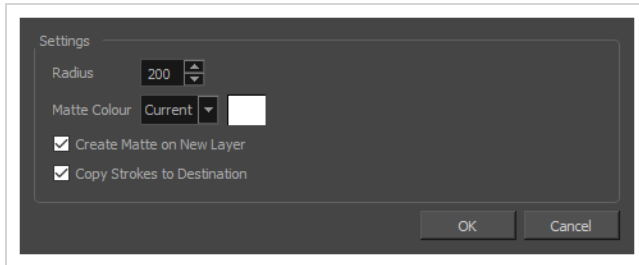 Settings
Radius 200
Matte Colour Current
Create Matte on New Layer
Copy Strokes to Destination
OK Cancel